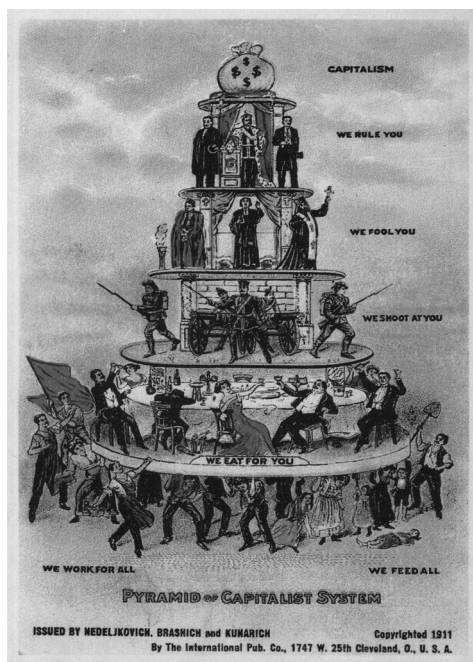 $ $ $ $
CAPITALISM
WE RULE YOU
WE FOOL YOU
WE SHOOT AT YOU
WE EAT FOR YOU
WE WORK FOR ALL
WE FEED ALL
PYRAMID OF CAPITALIST SYSTEM
ISSUED BY NEDELJKOVICH. BRASHICH and KUHARICH
Copyrighted 1911
By The International Pub. Co., 1747 W. 25th Cleveland, O., U. S. A.